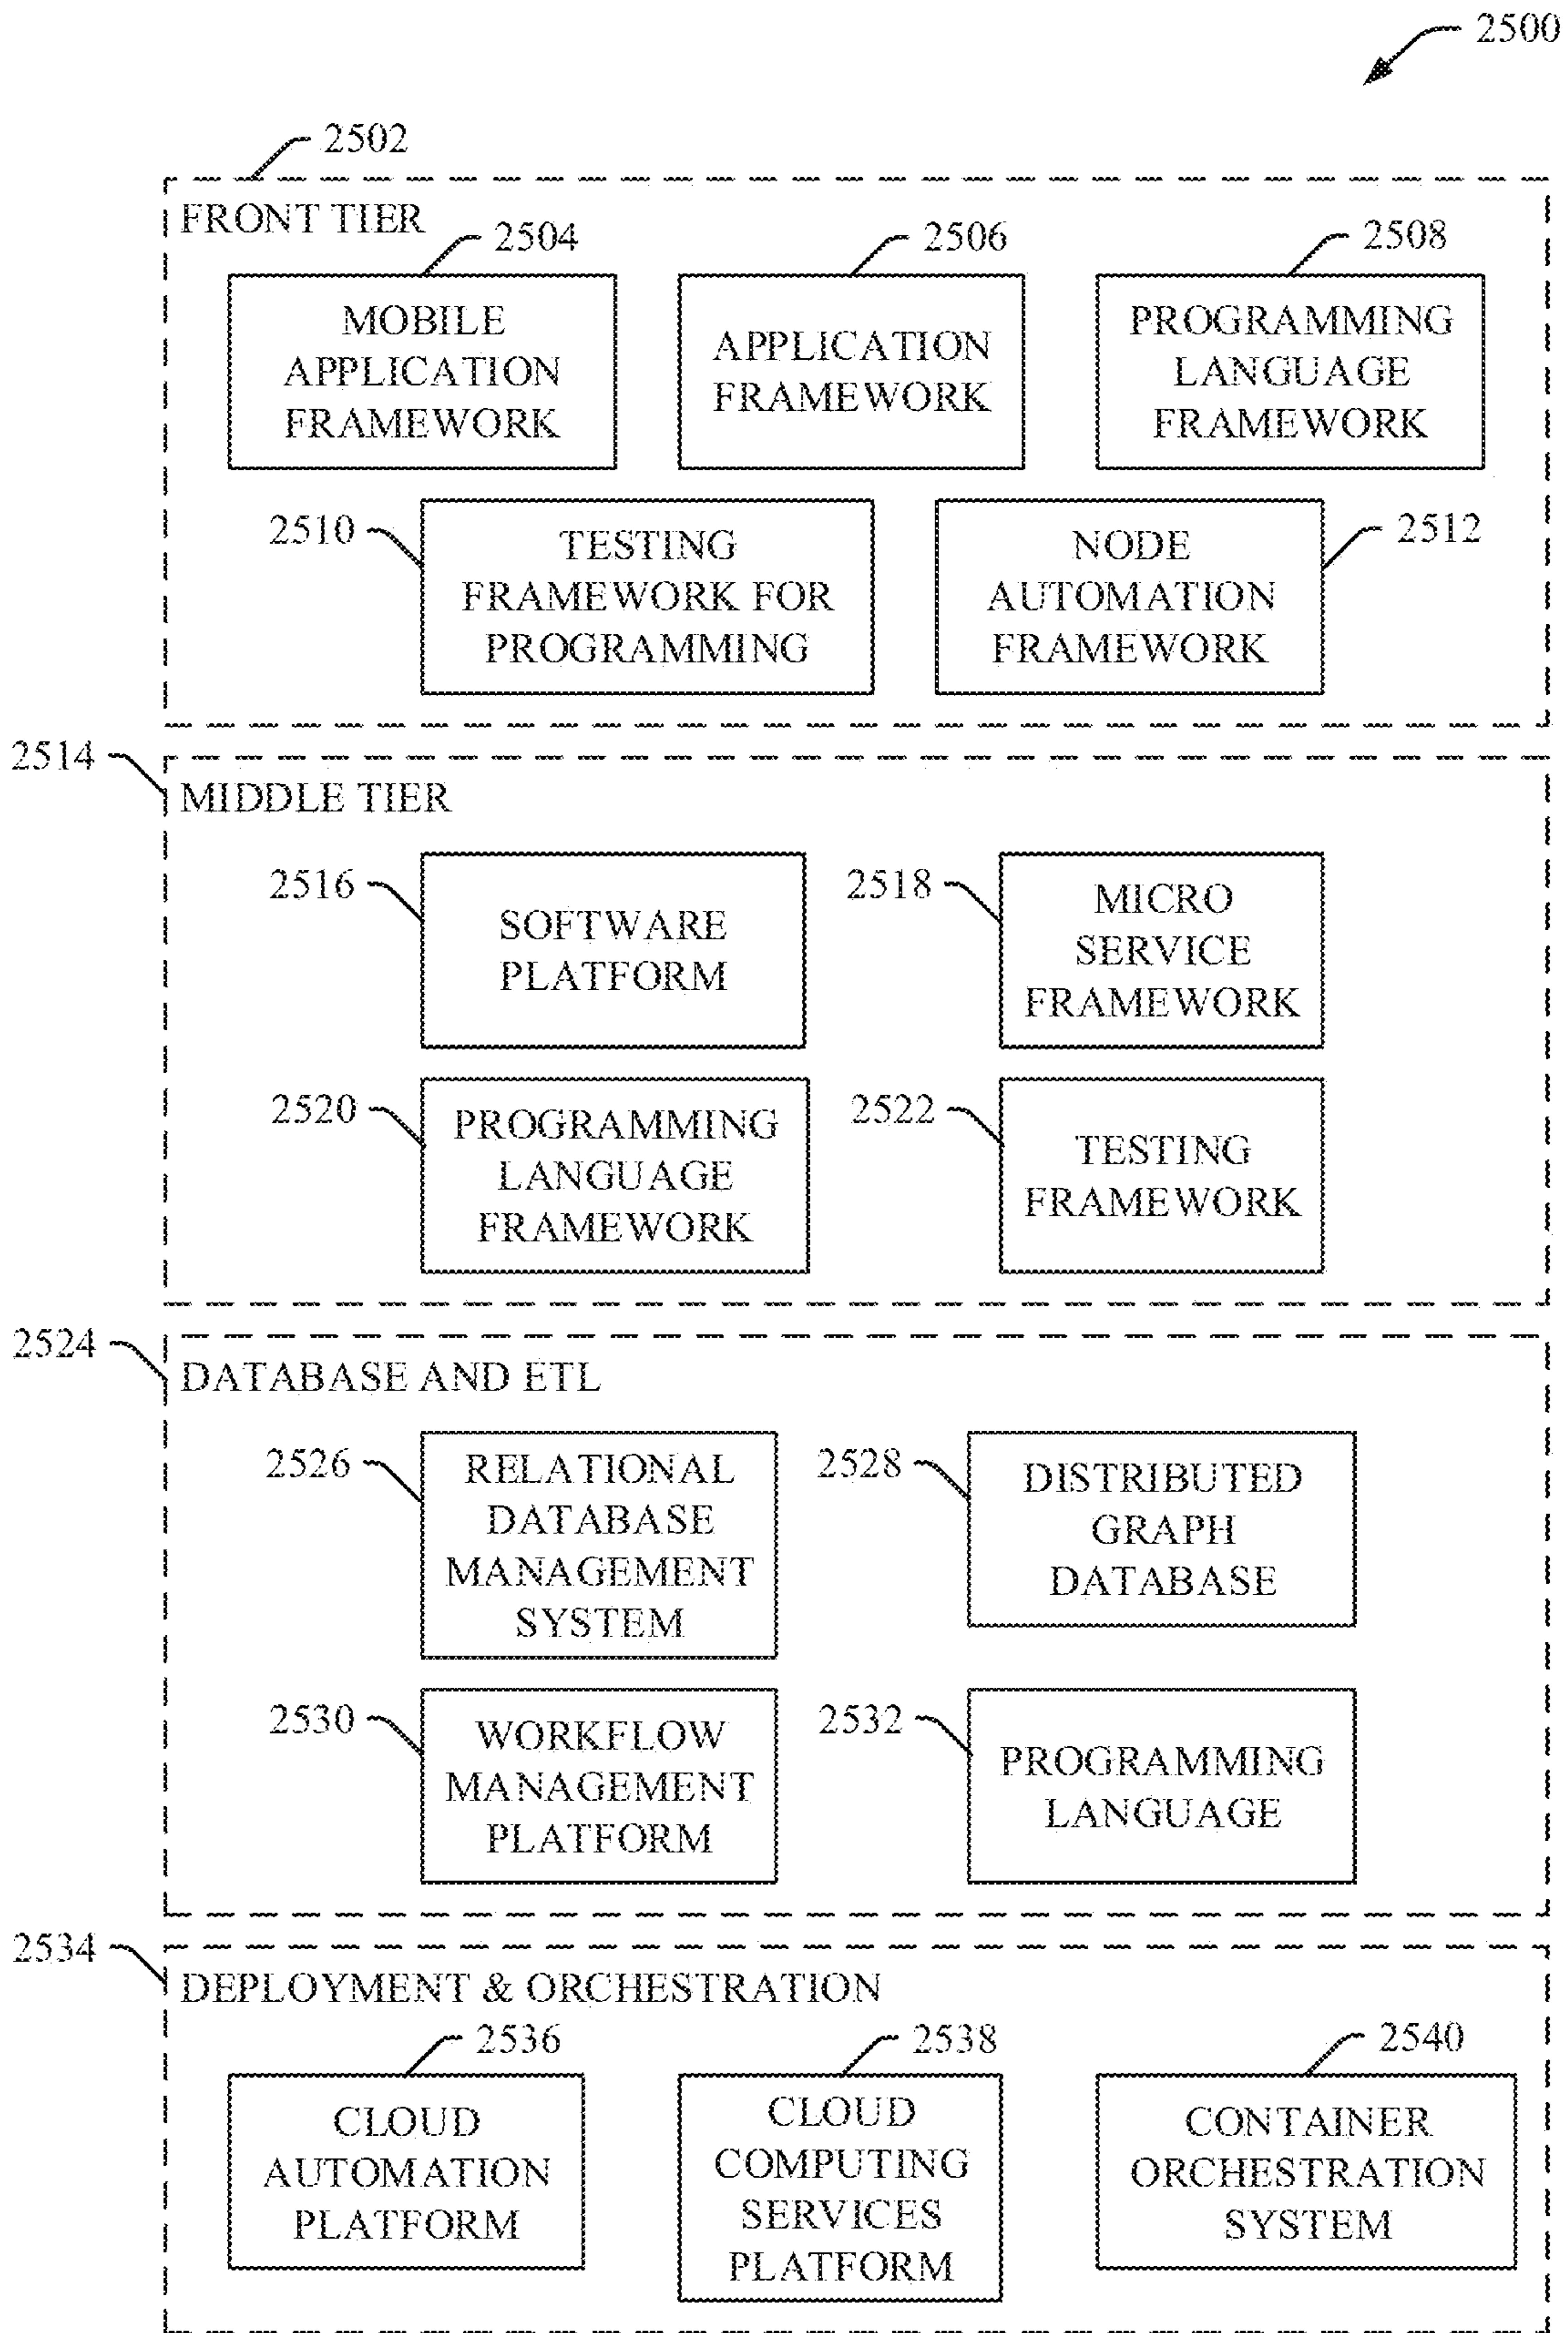 2500
2502
FRONT TIER
2504
2506
2508
MOBILE
APPLICATION
FRAMEWORK
APPLICATION
FRAMEWORK
PROGRAMMING
LANGUAGE
FRAMEWORK
2510
TESTING
FRAMEWORK FOR
PROGRAMMING
NODE
AUTOMATION
FRAMEWORK
2512
2514
MIDDLE TIER
2516
SOFTWARE
PLATFORM
2518
MICRO
SERVICE
FRAMEWORK
2520
PROGRAMMING
LANGUAGE
FRAMEWORK
2522
TESTING
FRAMEWORK
2524
DATABASE AND ETL
2526
RELATIONAL
DATABASE
MANAGEMENT
SYSTEM
2528
DISTRIBUTED
GRAPH
DATABASE
2530
WORKFLOW
MANAGEMENT
PLATFORM
2532
PROGRAMMING
LANGUAGE
2534
DEPLOYMENT & ORCHESTRATION
2536
2538
2540
CLOUD
AUTOMATION
PLATFORM
CLOUD
COMPUTING
SERVICES
PLATFORM
CONTAINER
ORCHESTRATION
SYSTEM